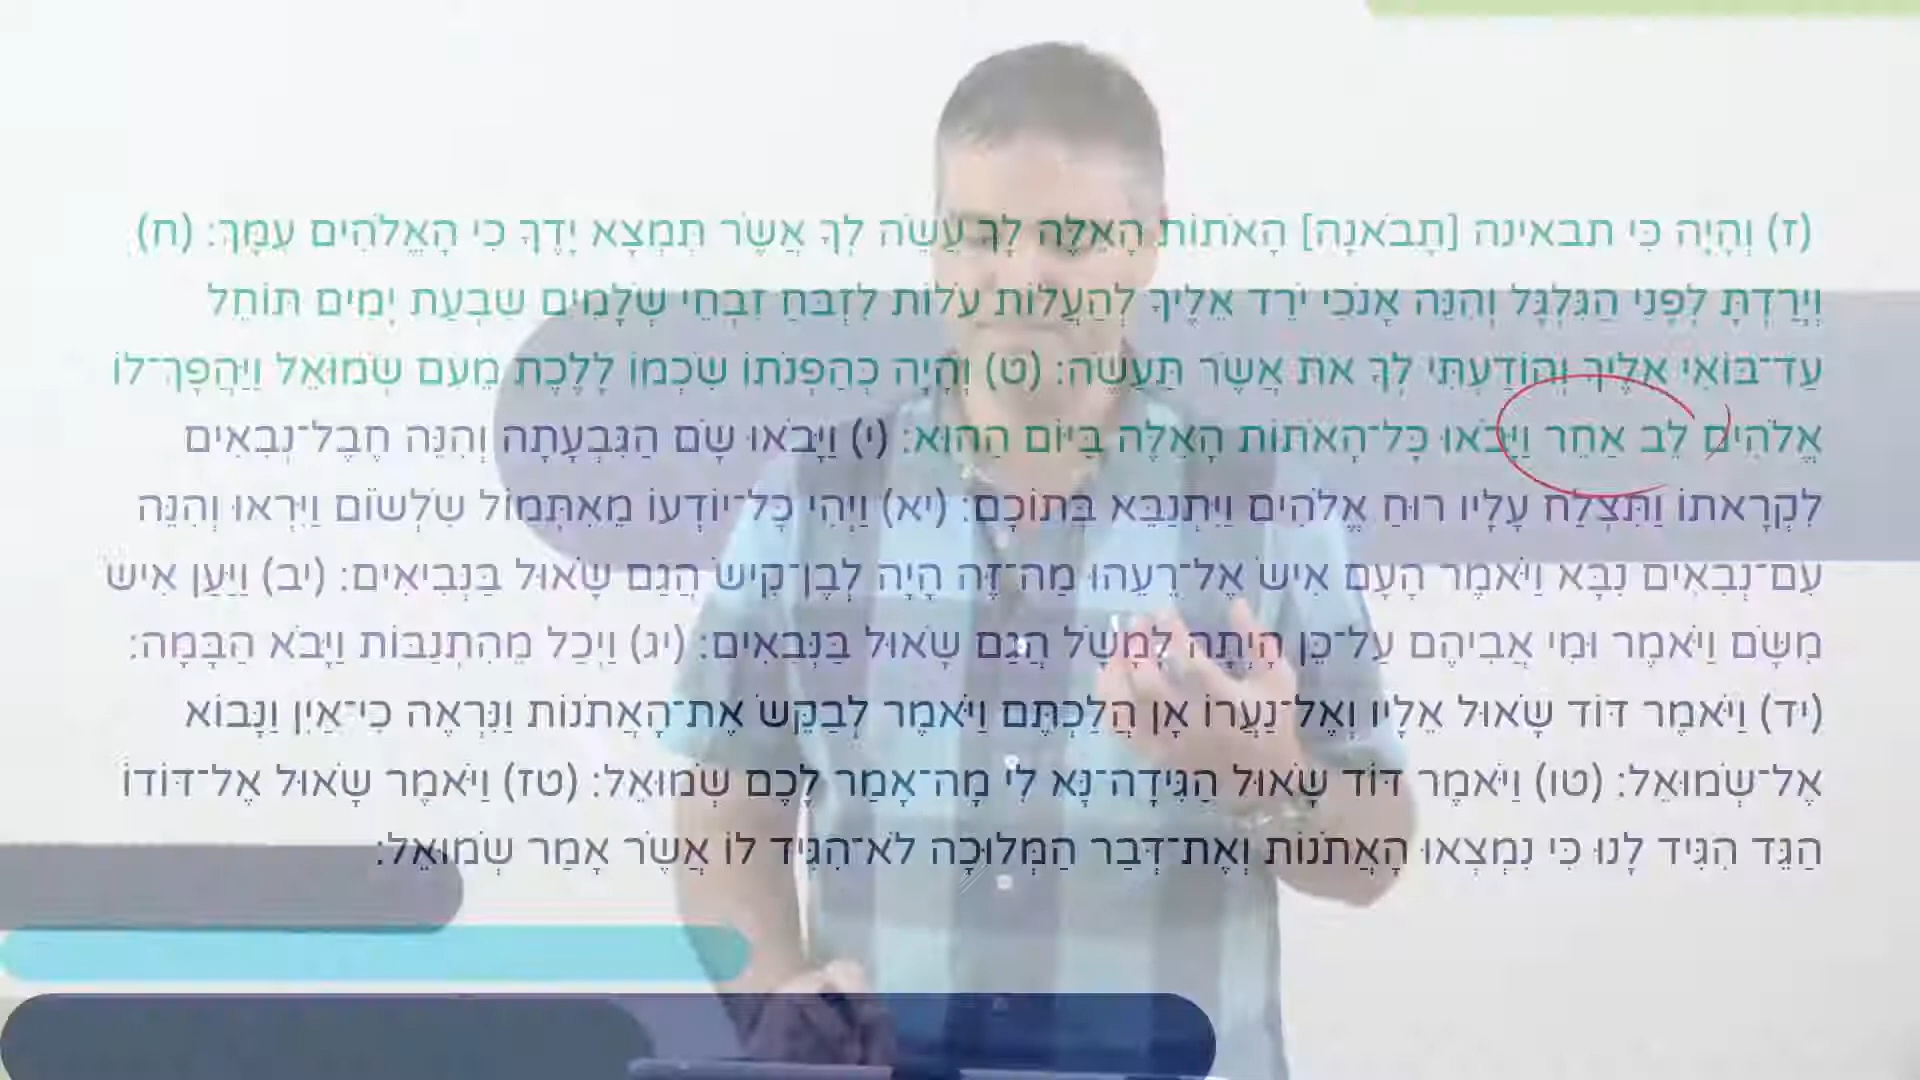 (ז) וְהָיָה כִּי תבאינה [תָבֹאנָה] הָאֹתוֹת הָאֵלֶּה לָךְ עֲשֵׂה לְךָ אֲשֶׁר תִּמְצָא יָדֶךָ כִּי הָאֱלֹהִים עִמָּךְ: (ח)
וְיָרַדְתָּ לְפָנַי הַגִּלְגָּל וְהִנֵּה אָנֹכִי יֹרֵד אֵלֶיךָ לְהַעֲלוֹת עֹלוֹת לִזְבֹּחַ זִבְחֵי שְׁלָמִים שִׁבְעַת יָמִים תּוֹחֵל
עַד־בּוֹאִי אֵלֶיךָ וְהוֹדַעְתִּי לְךָ אֵת אֲשֶׁר תַּעֲשֶׂה: (ט) וְהָיָה כְּהַפְנֹתוֹ שִׁכְמוֹ לָלֶכֶת מֵעִם שְׁמוּאֵל וַיַּהֲפָךְ־לוֹ
אֱלֹהִים לֵב אַחֵר וַיָּבֹאוּ כָּל־הָאֹתוֹת הָאֵלֶּה בַּיּוֹם הַהוּא: (י) וַיָּבֹאוּ שָׁם הַגִּבְעָתָה וְהִנֵּה חֶבֶל־נְבִאִים
לִקְרָאתוֹ וַתִּצְלַח עָלָיו רוּחַ אֱלֹהִים וַיִּתְנַבֵּא בְּתוֹכָם: (יא) וַיְהִי כָּל־יוֹדְעוֹ מֵאִתְּמוֹל שִׁלְשׁוֹם וַיִּרְאוּ וְהִנֵּה
עִם־נְבִאִים נִבָּא וַיֹּאמֶר הָעָם אִישׁ אֶל־רֵעֵהוּ מַה־זֶּה הָיָה לְבֶן־קִישׁ הֲגַם שָׁאוּל בַּנְּבִיאִים: (יב) וַיַּעַן אִישׁ
מִשָּׁם וַיֹּאמֶר וּמִי אֲבִיהֶם עַל־כֵּן הָיְתָה לְמָשָׁל הֲגַם שָׁאוּל בַּנְּבִאִים: (יג) וַיְכַל מֵהִתְנַבּוֹת וַיָּבֹא הַבָּמָה:
(יד) וַיֹּאמֶר דּוֹד שָׁאוּל אֵלָיו וְאֶל־נַעֲרוֹ אָן הֲלַכְתֶּם וַיֹּאמֶר לְבַקֵּשׁ אֶת־הָאֲתֹנוֹת וַנִּרְאֶה כִי־אַיִן וַנָּבוֹא
אֶל־שְׁמוּאֵל: (טו) וַיֹּאמֶר דּוֹד שָׁאוּל הַגִּידָה־נָּא לִי מָה־אָמַר לָכֶם שְׁמוּאֵל: (טז) וַיֹּאמֶר שָׁאוּל אֶל־דּוֹדוֹ
הַגֵּד הִגִּיד לָנוּ כִּי נִמְצְאוּ הָאֲתֹנוֹת וְאֶת־דְּבַר הַמְּלוּכָה לֹא־הִגִּיד לוֹ אֲשֶׁר אָמַר שְׁמוּאֵל: